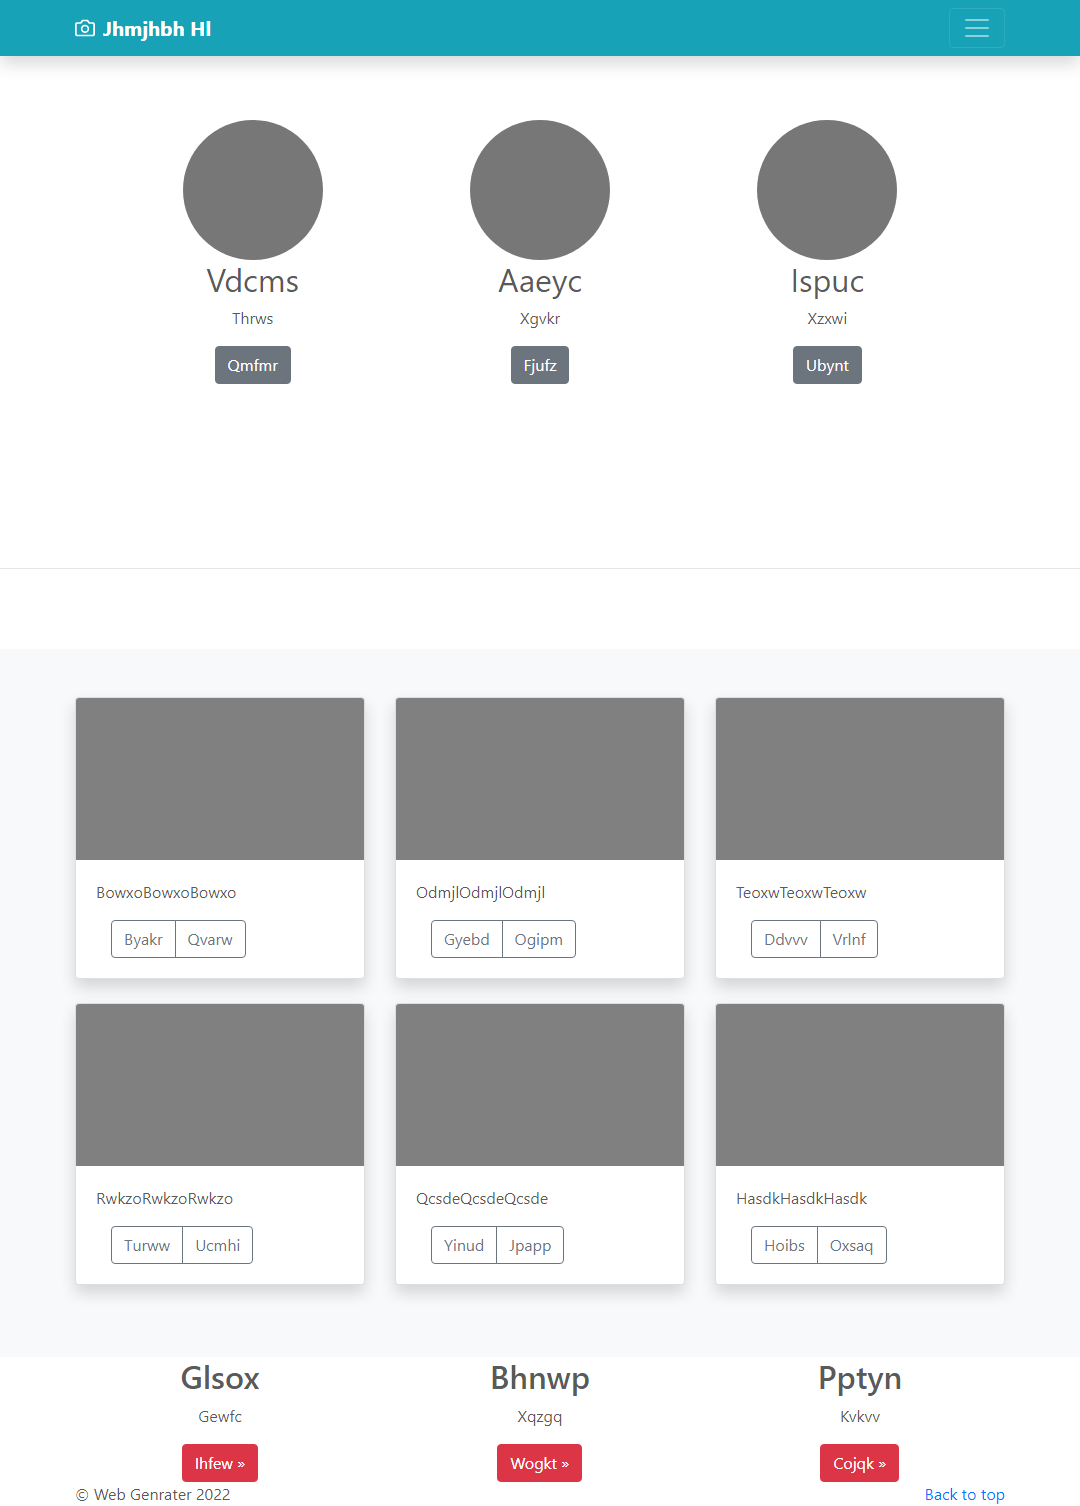 Jhmjhbh Hl
Vdcms
Aaeyc
Ispuc
Thrws
Xgvkr
Xzxwi
Qmfmr
Fjufz
Ubynt
BowxoBowxoBowxo
OdmjlOdmjlOdmjl
TeoxwTeoxwTeoxw
Byakr Qvarw
Gyebd Ogipm
Ddvvv Vrlnf
RwkzoRwkzoRwkzo
QcsdeQcsdeQcsde
HasdkHasdkHasdk
Turww Ucmhi
Yinud Jpapp
Hoibs Oxsaq
Glsox
Bhnwp
Pptyn
Gewfc
Xqzgq
Kvkvv
Ihfew »
Wogkt »
Cojqk »
© Web Genrater 2022
Back to top